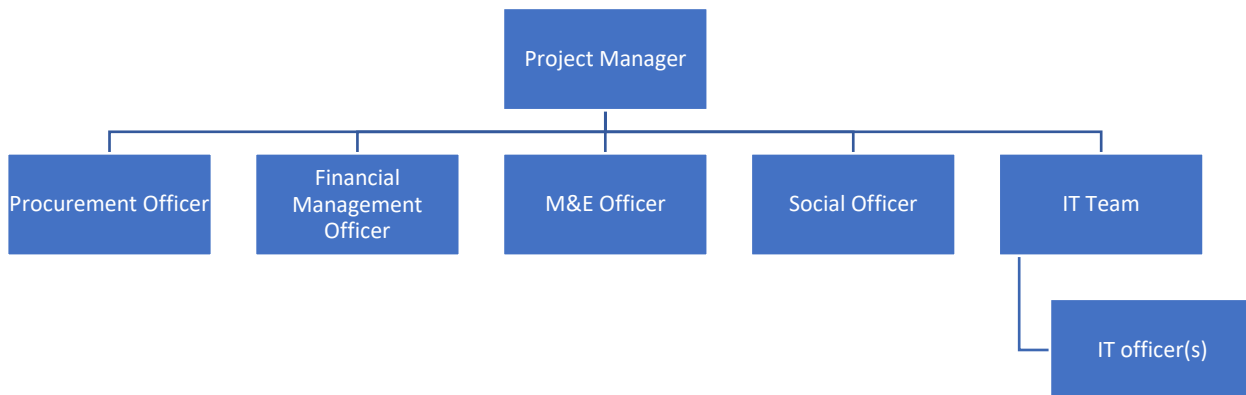 Project Manager
Procurement Officer
Financial
Management
Officer
M&E Officer
Social Officer
IT Team
IT officer(s)